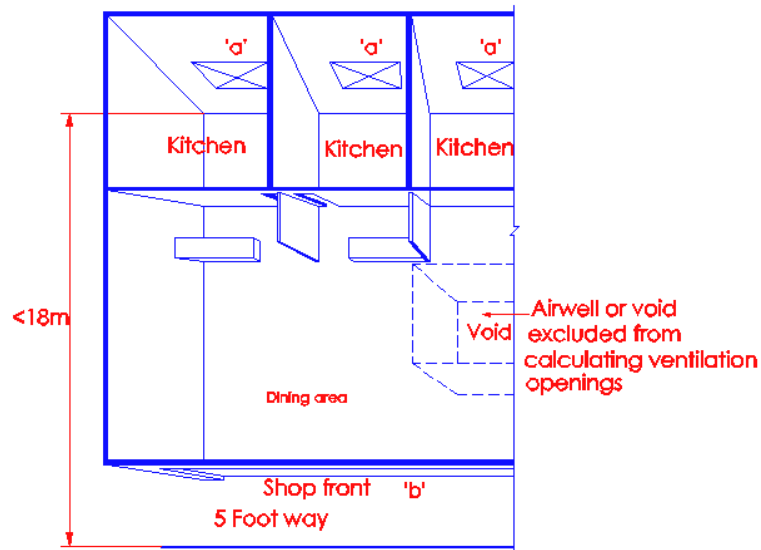 'a' 'a' 'a'
Kitchen Kitchen Kitchen
<18m
Void
Airwell or void
excluded from
calculating ventilation
openings
Dining area
Shop front 'b'
5 Foot way